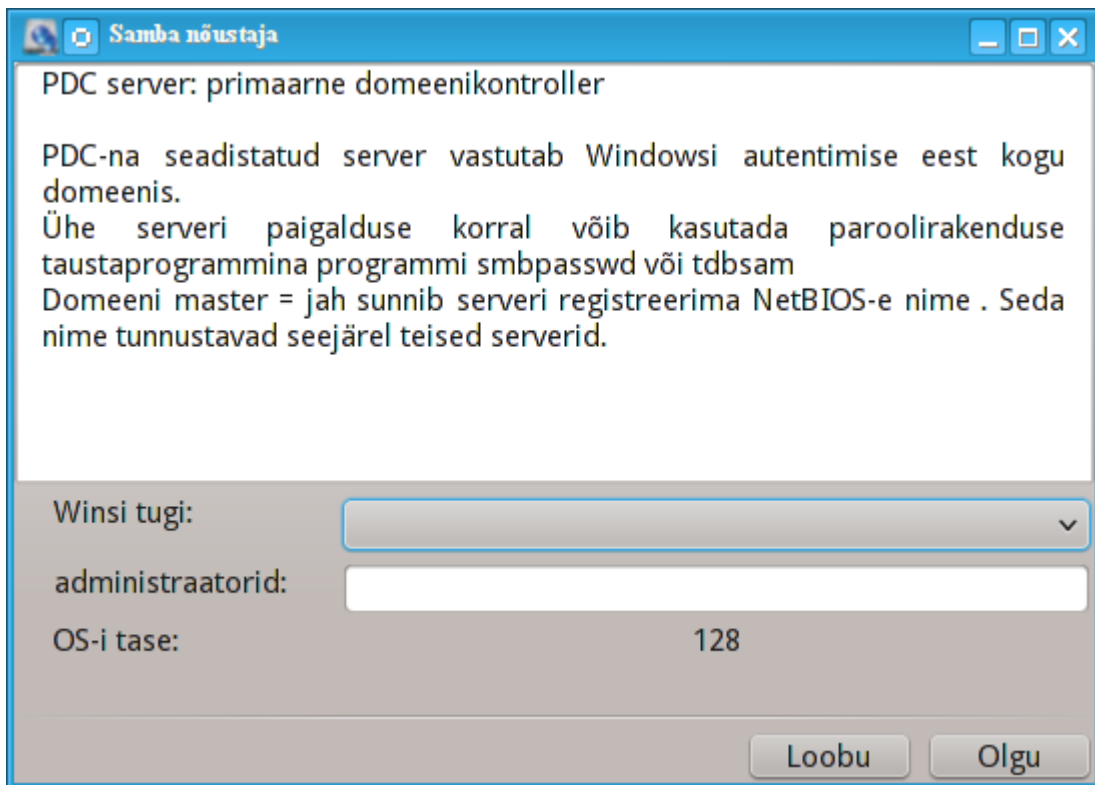 Samba nõustaja
PDC server: primaarne domeenikontroller
PDC-na seadistatud server vastutab Windowsi autentimise eest kogu
domeenis.
Ühe serveri paigalduse korral võib kasutada paroolirakenduse
taustaprogrammina programmi smbpasswd või tdbsam
Domeeni master = jah sunnib serveri registreerima NetBIOS-e nime . Seda
nime tunnustavad seejärel teised serverid.
Winsi tugi:
administraatorid:
OS-i tase: 128
Loobu Olgu